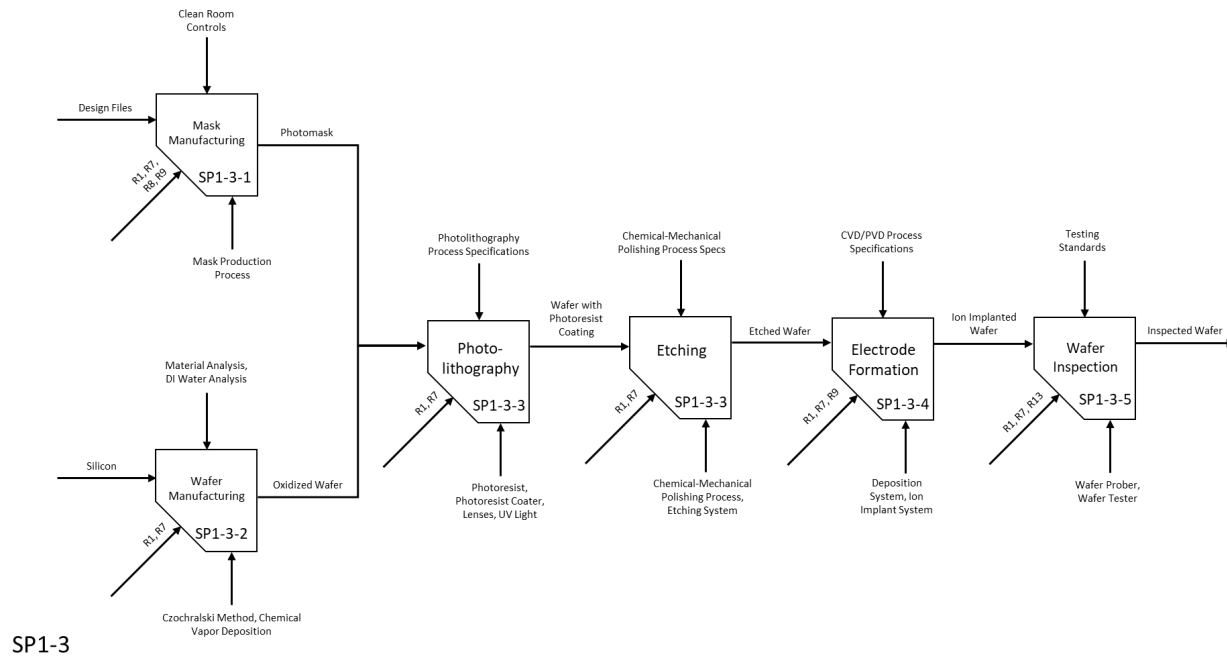 Clean Room
Controls
Design Files
Mask
Manufacturing
SP1-3-1
Photomask
R1, R7,
R8, R9
Mask Production
Process
Material Analysis,
DI Water Analysis
Silicon
Wafer
Manufacturing
SP1-3-2
Oxidized Wafer
R1, R7
Czochralski Method, Chemical
Vapor Deposition
Photolithography
Process Specifications
Photo-
lithography
SP1-3-3
R1, R7
Photoresist,
Photoresist Coater,
Lenses, UV Light
Wafer with
Photoresist
Coating
Chemical-Mechanical
Polishing Process Specs
Etching
SP1-3-3
R1, R7
Chemical-Mechanical
Polishing Process,
Etching System
Etched Wafer
CVD/PVD Process
Specifications
Electrode
Formation
SP1-3-4
R1, R7, R9
Deposition
System, Ion
Implant System
Ion Implanted
Wafer
Testing
Standards
Wafer
Inspection
SP1-3-5
R1, R7, R13
Wafer Prober,
Wafer Tester
Inspected Wafer
SP1-3